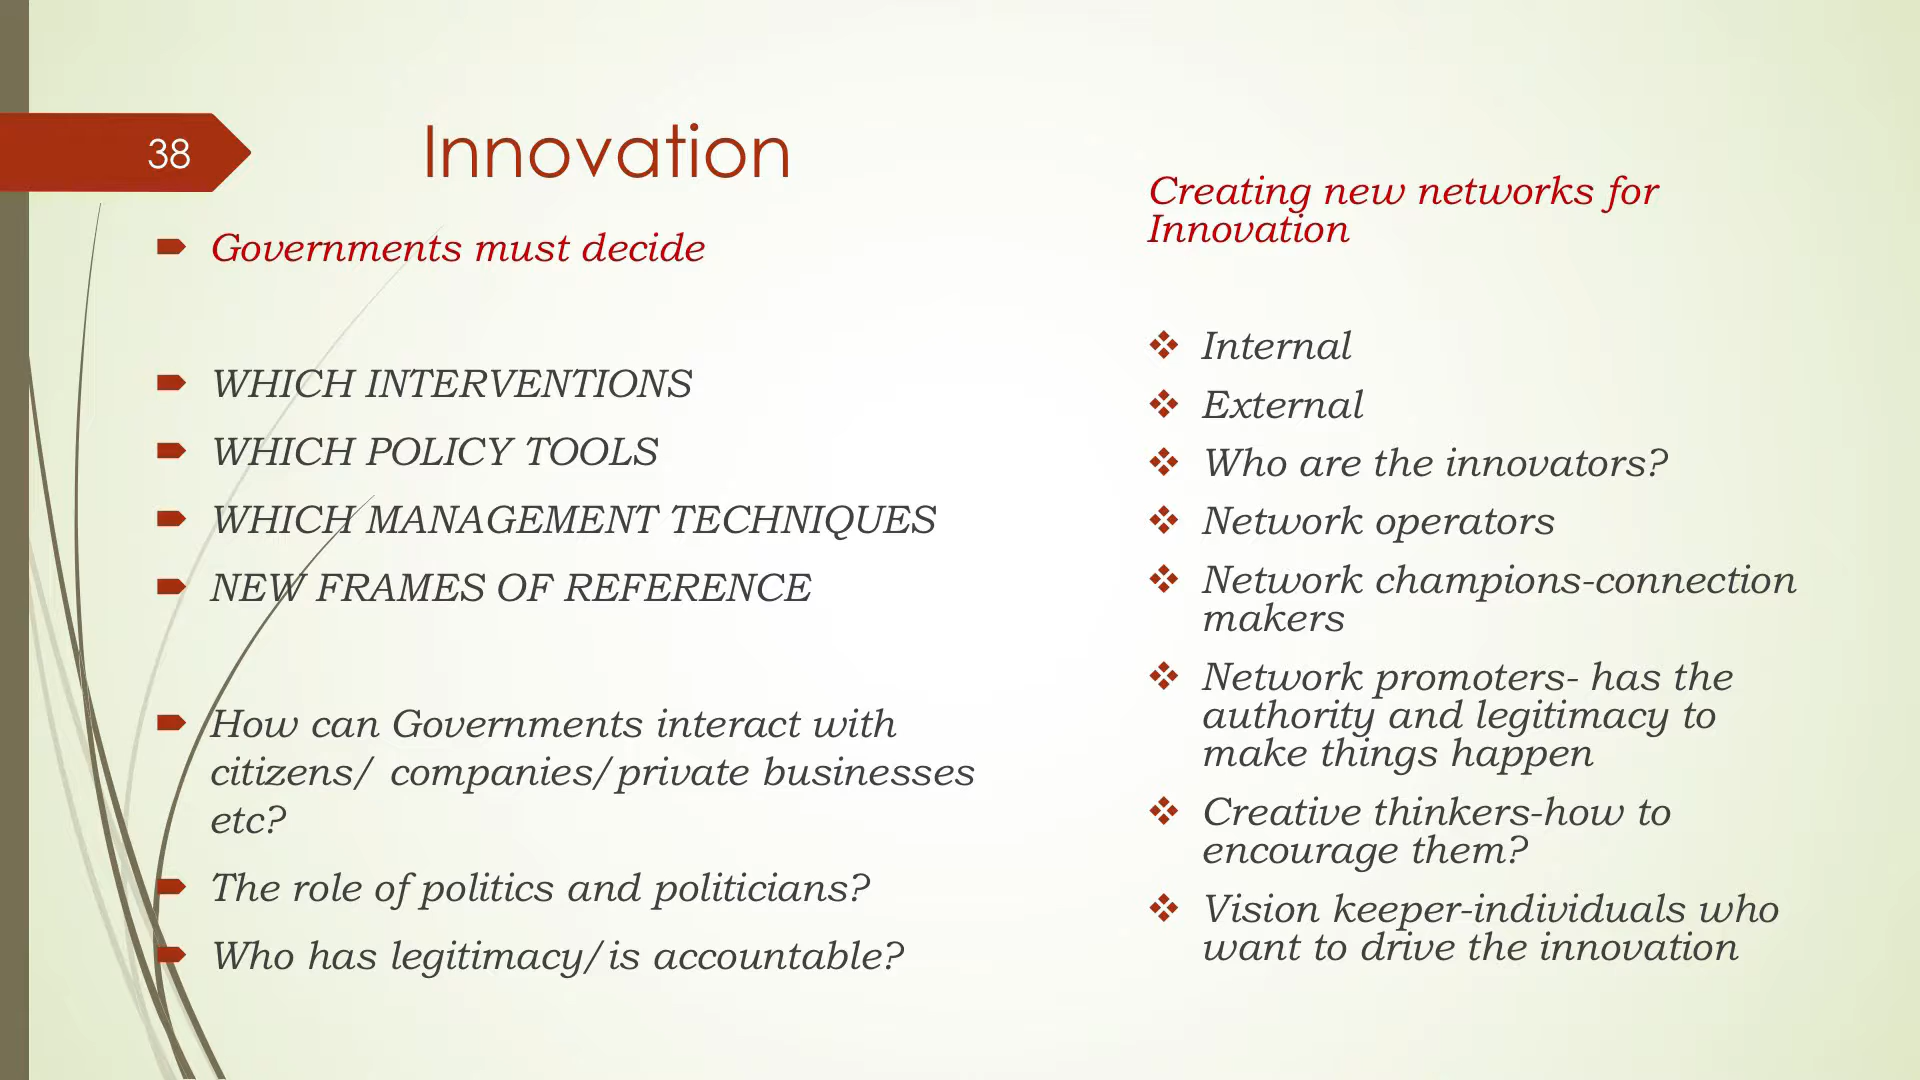 38
Innovation
Governments must decide
WHICH INTERVENTIONS
WHICH POLICY TOOLS
WHICH MANAGEMENT TECHNIQUES
NEW FRAMES OF REFERENCE
How can Governments interact with
citizens/ companies/private businesses
etc?
The role of politics and politicians?
Who has legitimacy/is accountable?
Creating new networks for
Innovation
Internal
External
Who are the innovators?
Network operators
Network champions-connection
makers
Network promoters- has the
authority and legitimacy to
make things happen
Creative thinkers-how to
encourage them?
Vision keeper-individuals who
want to drive the innovation